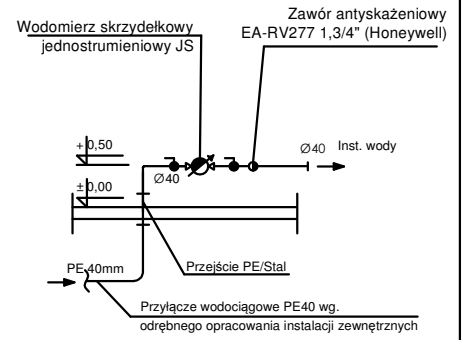 Zawór antyskażeniowy
EA-RV277 1,3/4" (Honeywell)
Wodomierz skrzydełkowy
jednostrumieniowy JS
+0,50
Ø40
Ø40
Inst. wody
±0,00
PE 40mm
Przejście PE/Stal
Przyłącze wodociągowe PE40 wg.
odrębnego opracowania instalacji zewnętrznych